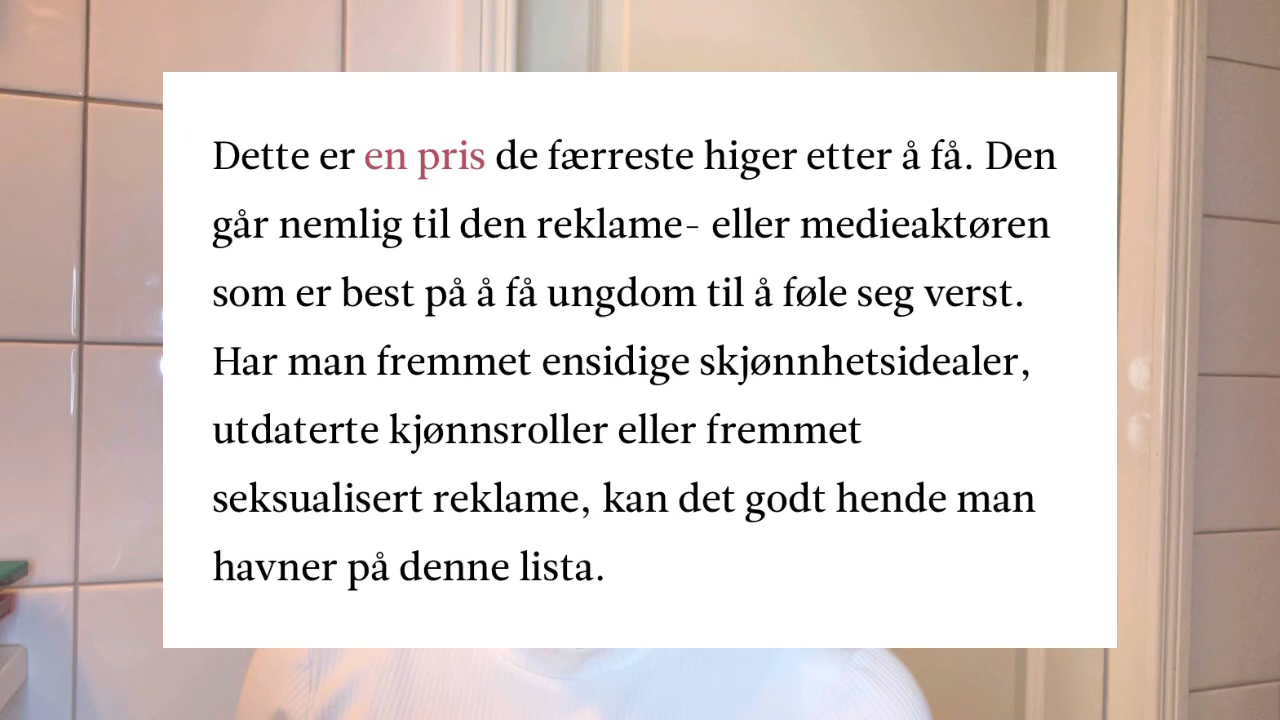 Dette er en pris de færreste higer etter å få. Den
går nemlig til den reklame- eller medieaktøren
som er best på å få ungdom til å føle seg verst.
Har man fremmet ensidige skjønnhetsidealer,
utdaterte kjønnsroller eller fremmet
seksualisert reklame, kan det godt hende man
havner på denne lista.